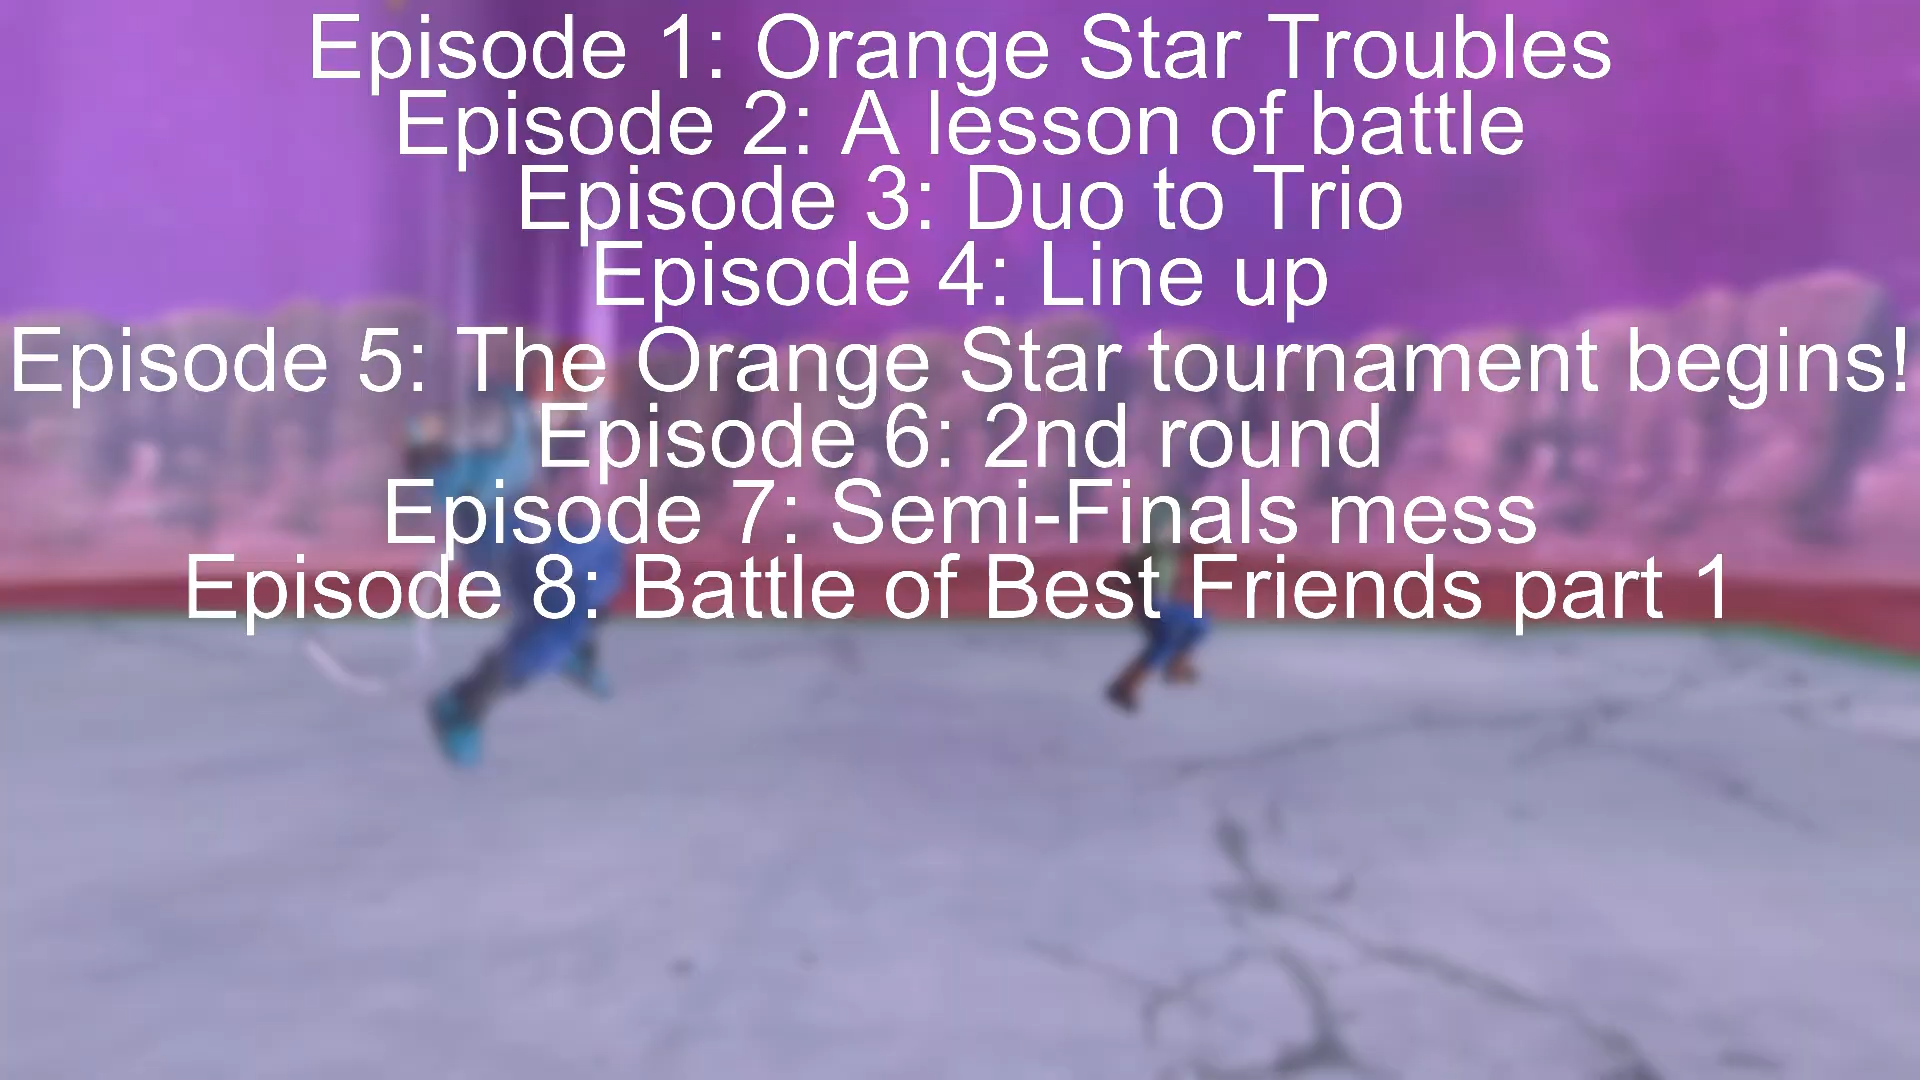 Episode 1: Orange Star Troubles
Episode 2: A lesson of battle
Episode 3: Duo to Trio
Episode 4: Line up
Episode 5: The Orange Star tournament begins!
Episode 6: 2nd round
Episode 7: Semi-Finals mess
Episode 8: Battle of Best Friends part 1